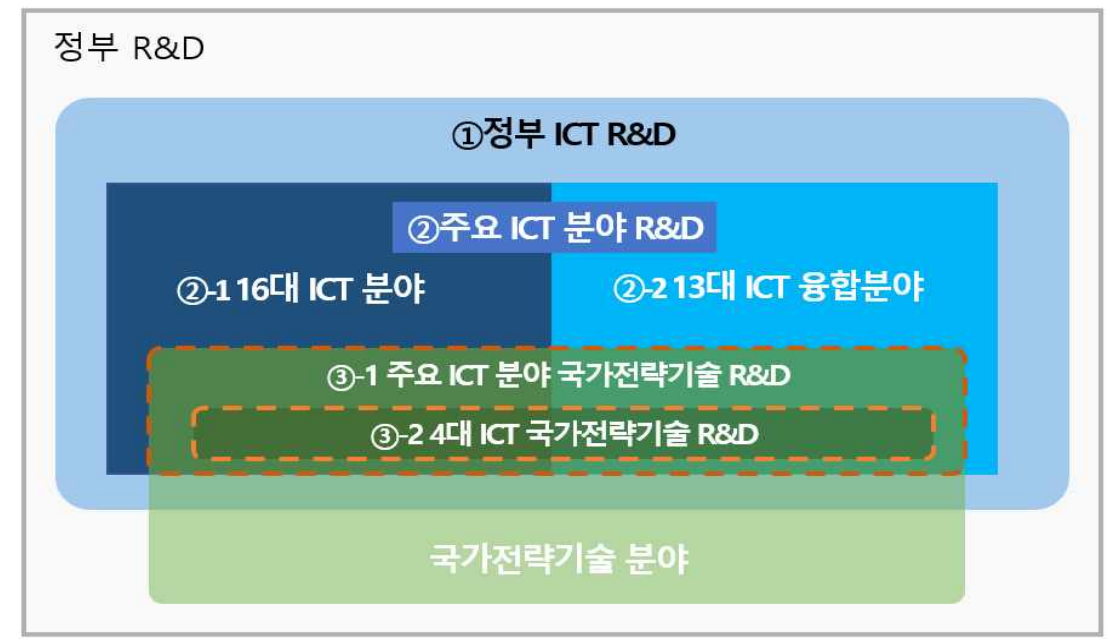 정부 R&D
①정부 ICT R&D
②주요 ICT 분야 R&D
②-1 16대 ICT 분야
②-2 13대 ICT 융합분야
③-1 주요 ICT 분야 국가전략기술 R&D
③-2 4대 ICT 국가전략기술 R&D
국가전략기술 분야